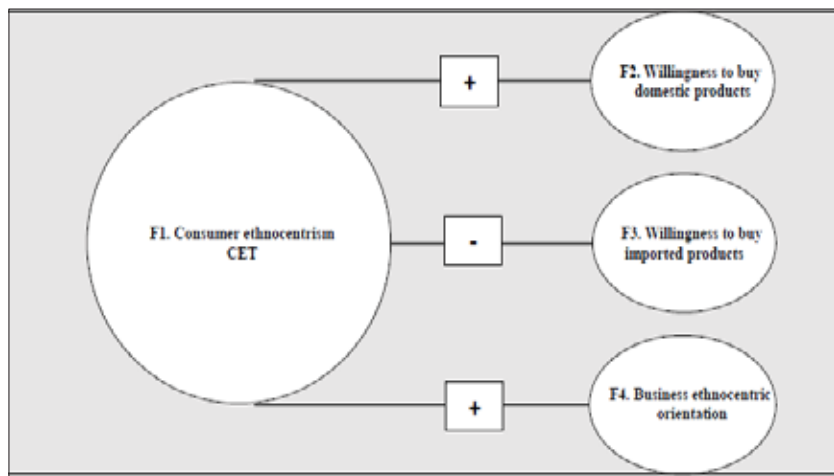 +
F2. Willingness to buy
domestic products
F1. Consumer ethnocentrism
CET
-
F3. Willingness to buy
imported products
+
F4. Business ethnocentric
orientation